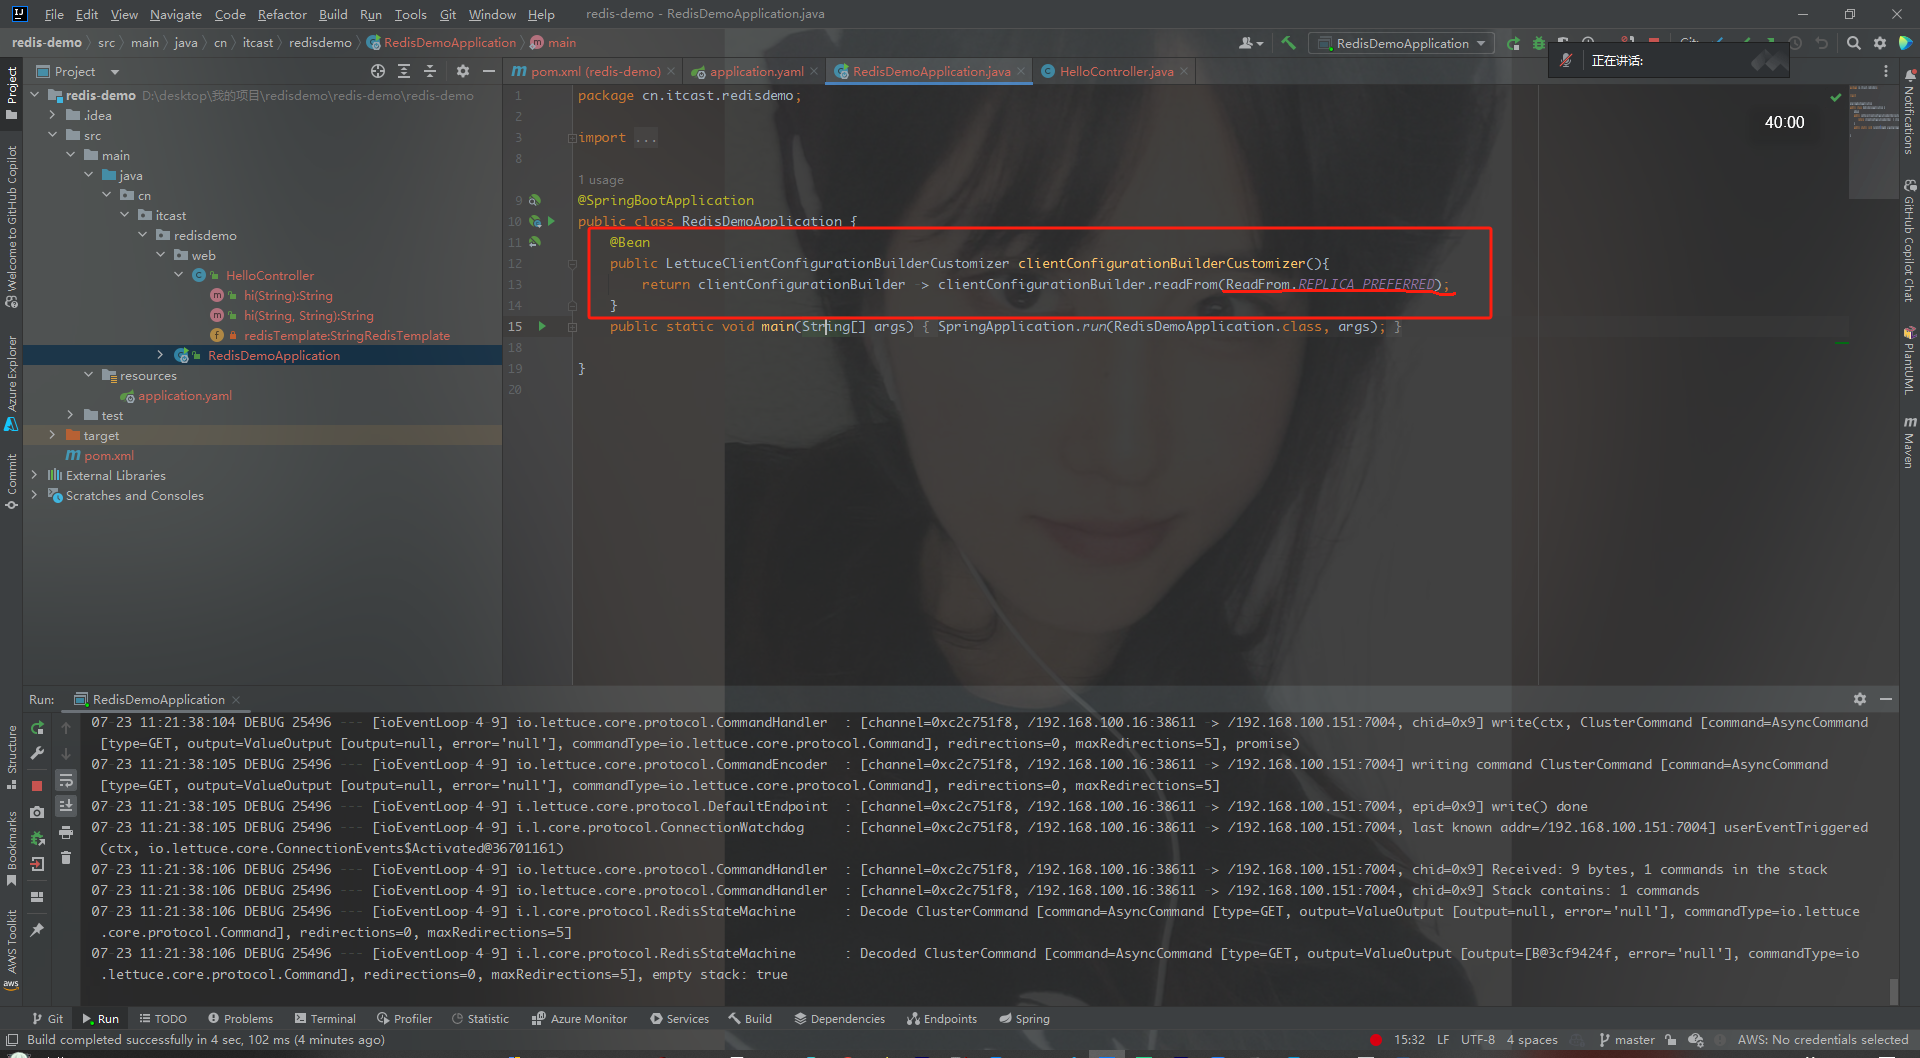 File Edit View Navigate Code Refactor Build Run Tools Git Window Help redis-demo - RedisDemoApplication.java
redis-demo src main java cn itcast redisdemo RedisDemoApplication main
RedisDemoApplication
正在讲话:
Project
pom.xml (redis-demo) application.yaml RedisDemoApplication.java HelloController.java
40:00
redis-demo D:\desktop\我的项目\redisdemo\redis-demo\redis-demo
.idea
src
main
java
cn
itcast
redisdemo
web
HelloController
hi(String):String
hi(String, String):String
redisTemplate:StringRedisTemplate
RedisDemoApplication
resources
application.yaml
test
target
pom.xml
External Libraries
Scratches and Consoles
1 package cn.itcast.redisdemo;
2
3 import ...
8
1 usage
9 @SpringBootApplication
10 public class RedisDemoApplication {
11 @Bean
12 public LettuceClientConfigurationBuilderCustomizer clientConfigurationBuilderCustomizer(){
13 return clientConfigurationBuilder -> clientConfigurationBuilder.readFrom(ReadFrom.REPLICA_PREFERRED);
14 }
15 public static void main(String[] args) { SpringApplication.run(RedisDemoApplication.class, args); }
18
19 }
20
Project
Welcome to GitHub Copilot
Azure Explorer
Commit
Structure
Bookmarks
AWS Toolkit
aws
Notifications
GitHub Copilot Chat
PlantUML
Maven
Run: RedisDemoApplication
07-23 11:21:38:104 DEBUG 25496 --- [ioEventLoop-4-9] io.lettuce.core.protocol.CommandHandler : [channel=0xc2c751f8, /192.168.100.16:38611 -> /192.168.100.151:7004, chid=0x9] write(ctx, ClusterCommand [command=AsyncCommand
[type=GET, output=ValueOutput [output=null, error='null'], commandType=io.lettuce.core.protocol.Command], redirections=0, maxRedirections=5], promise)
07-23 11:21:38:105 DEBUG 25496 --- [ioEventLoop-4-9] io.lettuce.core.protocol.CommandEncoder : [channel=0xc2c751f8, /192.168.100.16:38611 -> /192.168.100.151:7004] writing command ClusterCommand [command=AsyncCommand
[type=GET, output=ValueOutput [output=null, error='null'], commandType=io.lettuce.core.protocol.Command], redirections=0, maxRedirections=5]
07-23 11:21:38:105 DEBUG 25496 --- [ioEventLoop-4-9] i.lettuce.core.protocol.DefaultEndpoint : [channel=0xc2c751f8, /192.168.100.16:38611 -> /192.168.100.151:7004, epid=0x9] write() done
07-23 11:21:38:105 DEBUG 25496 --- [ioEventLoop-4-9] i.l.core.protocol.ConnectionWatchdog : [channel=0xc2c751f8, /192.168.100.16:38611 -> /192.168.100.151:7004, last known addr=/192.168.100.151:7004] userEventTriggered
(ctx, io.lettuce.core.ConnectionEvents$Activated@36701161)
07-23 11:21:38:106 DEBUG 25496 --- [ioEventLoop-4-9] io.lettuce.core.protocol.CommandHandler : [channel=0xc2c751f8, /192.168.100.16:38611 -> /192.168.100.151:7004, chid=0x9] Received: 9 bytes, 1 commands in the stack
07-23 11:21:38:106 DEBUG 25496 --- [ioEventLoop-4-9] io.lettuce.core.protocol.CommandHandler : [channel=0xc2c751f8, /192.168.100.16:38611 -> /192.168.100.151:7004, chid=0x9] Stack contains: 1 commands
07-23 11:21:38:106 DEBUG 25496 --- [ioEventLoop-4-9] i.l.core.protocol.RedisStateMachine : Decode ClusterCommand [command=AsyncCommand [type=GET, output=ValueOutput [output=null, error='null'], commandType=io.lettuce
.core.protocol.Command], redirections=0, maxRedirections=5]
07-23 11:21:38:106 DEBUG 25496 --- [ioEventLoop-4-9] i.l.core.protocol.RedisStateMachine : Decoded ClusterCommand [command=AsyncCommand [type=GET, output=ValueOutput [output=[B@3cf9424f, error='null'], commandType=io
.lettuce.core.protocol.Command], redirections=0, maxRedirections=5], empty stack: true
Git Run TODO Problems Terminal Profiler Statistic Azure Monitor Services Build Dependencies Endpoints Spring
Build completed successfully in 4 sec, 102 ms (4 minutes ago) 15:32 LF UTF-8 4 spaces master AWS: No credentials selected